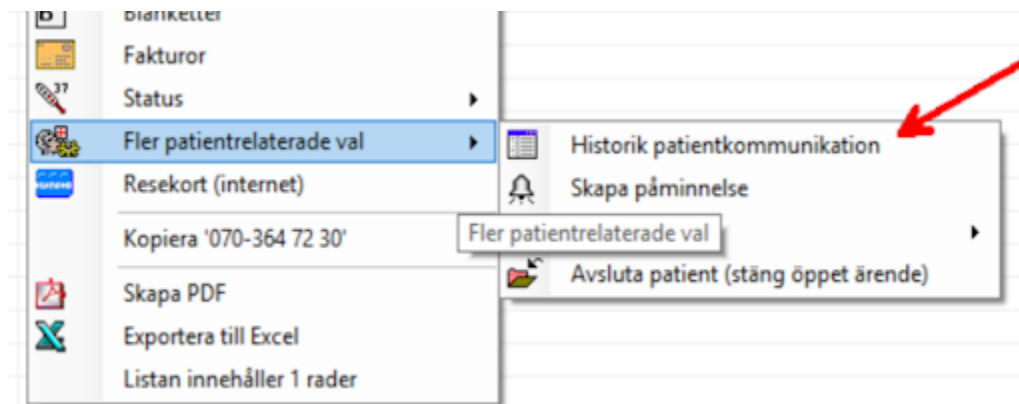 B Blanketter
Fakturor
37
Status
Fler patientrelaterade val
Resekort (internet)
Kopiera '070-364 72 30'
Skapa PDF
Exportera till Excel
Listan innehåller 1 rader
Historik patientkommunikation
Skapa påminnelse
Fler patientrelaterade val
Avsluta patient (stäng öppet ärende)